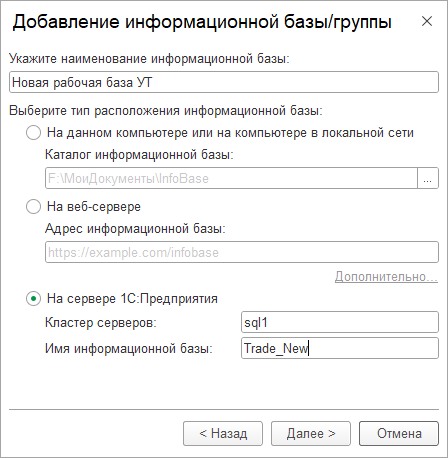 Добавление информационной базы/группы
Укажите наименование информационной базы:
Новая рабочая база УТ
Выберите тип расположения информационной базы:
На данном компьютере или на компьютере в локальной сети
Каталог информационной базы:
F:\МоиДокументы\InfoBase
...
На веб-сервере
Адрес информационной базы:
https://example.com/infobase
Дополнительно...
На сервере 1С:Предприятия
Кластер серверов:
sql1
Имя информационной базы:
Trade_New
< Назад
Далее >
Отмена